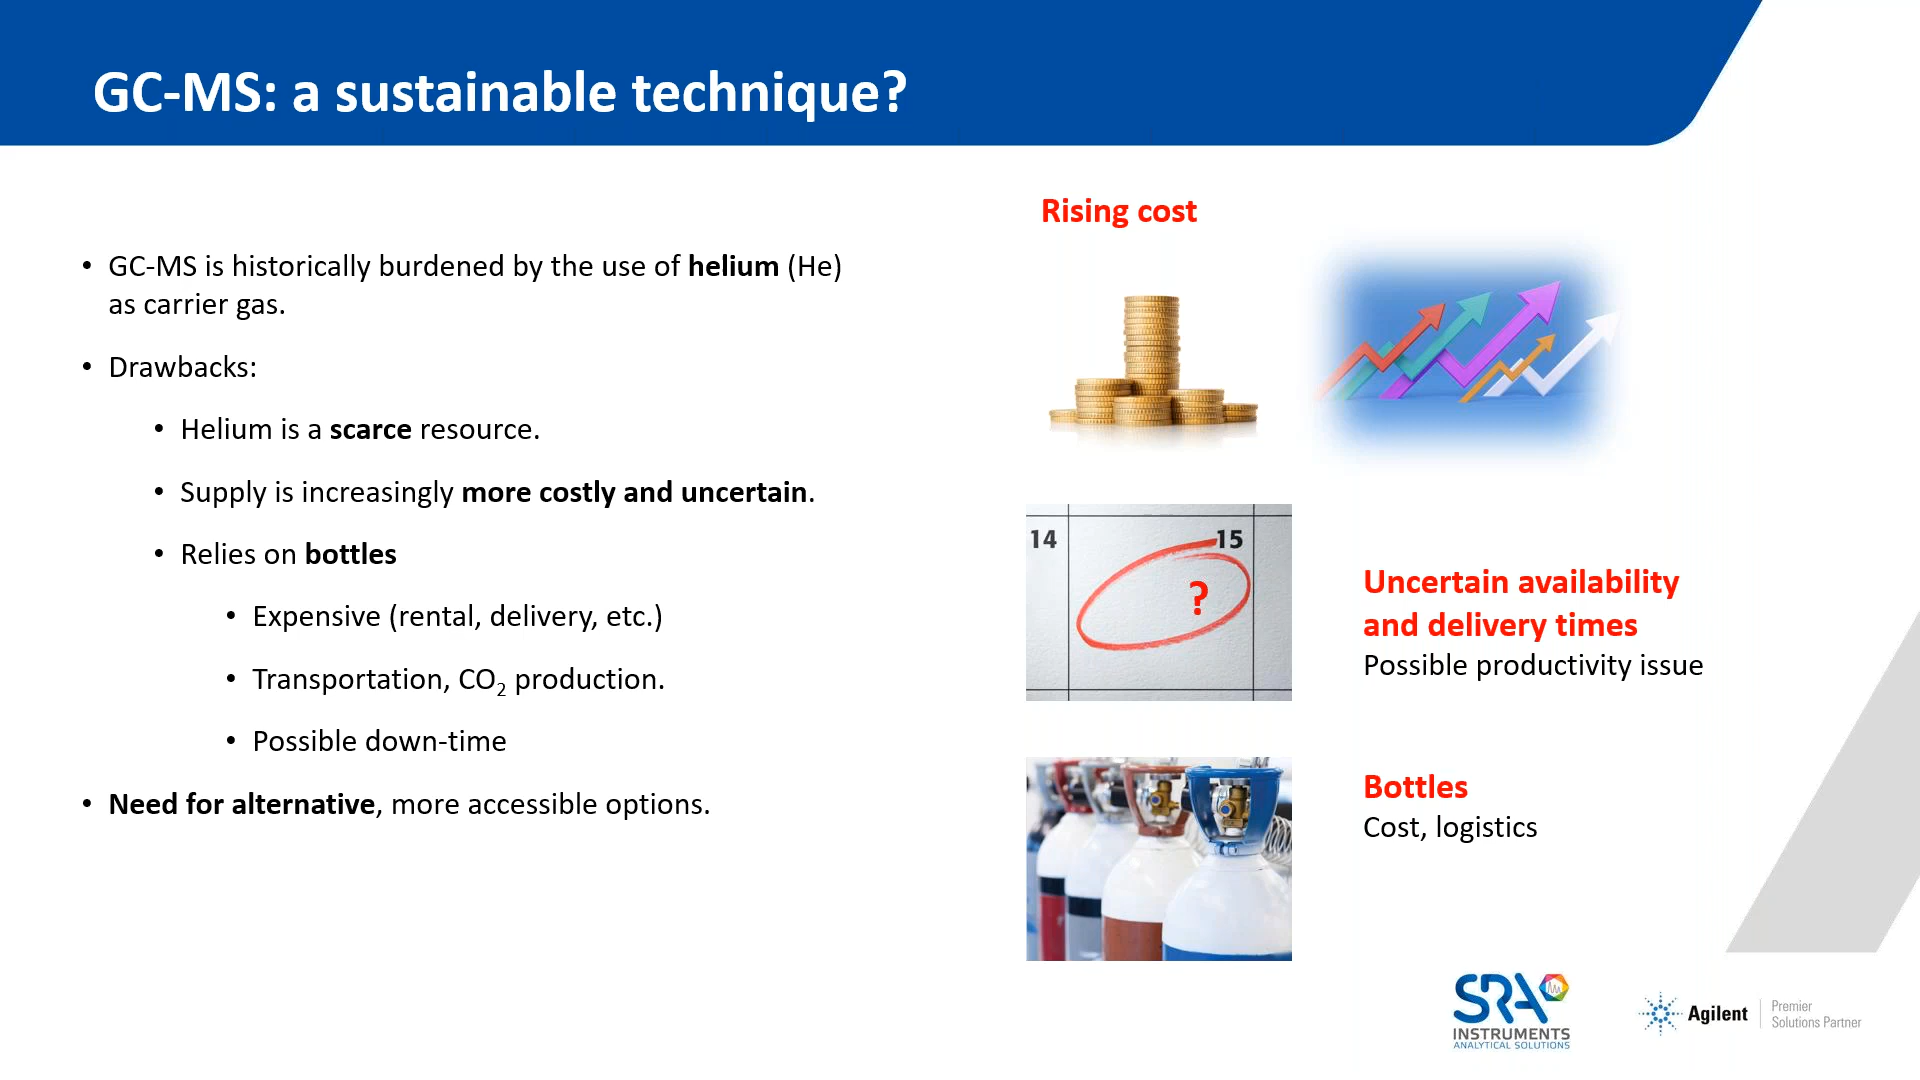 GC-MS: a sustainable technique?
• GC-MS is historically burdened by the use of helium (He)
as carrier gas.
• Drawbacks:
• Helium is a scarce resource.
• Supply is increasingly more costly and uncertain.
• Relies on bottles
• Expensive (rental, delivery, etc.)
• Transportation, CO₂ production.
• Possible down-time
• Need for alternative, more accessible options.
Rising cost
14
15
?
Uncertain availability
and delivery times
Possible productivity issue
Bottles
Cost, logistics
SRA
INSTRUMENTS
ANALYTICAL SOLUTIONS
Agilent
Premier
Solutions Partner